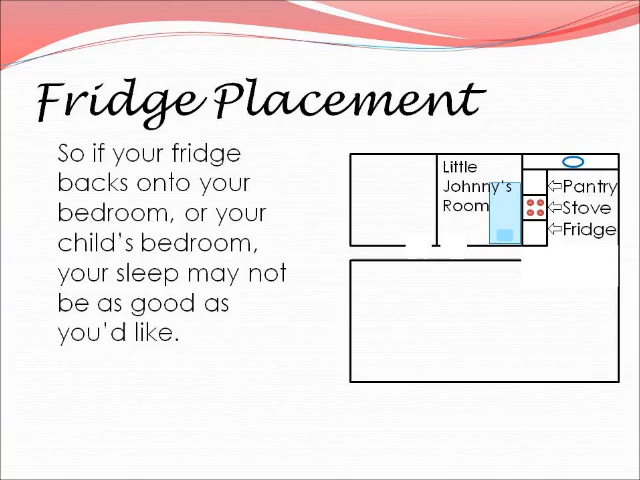 Fridge Placement
So if your fridge
backs onto your
bedroom, or your
child's bedroom,
your sleep may not
be as good as
you'd like.
Little
Johnny's
Room
⇦Pantry
⇦Stove
⇦Fridge